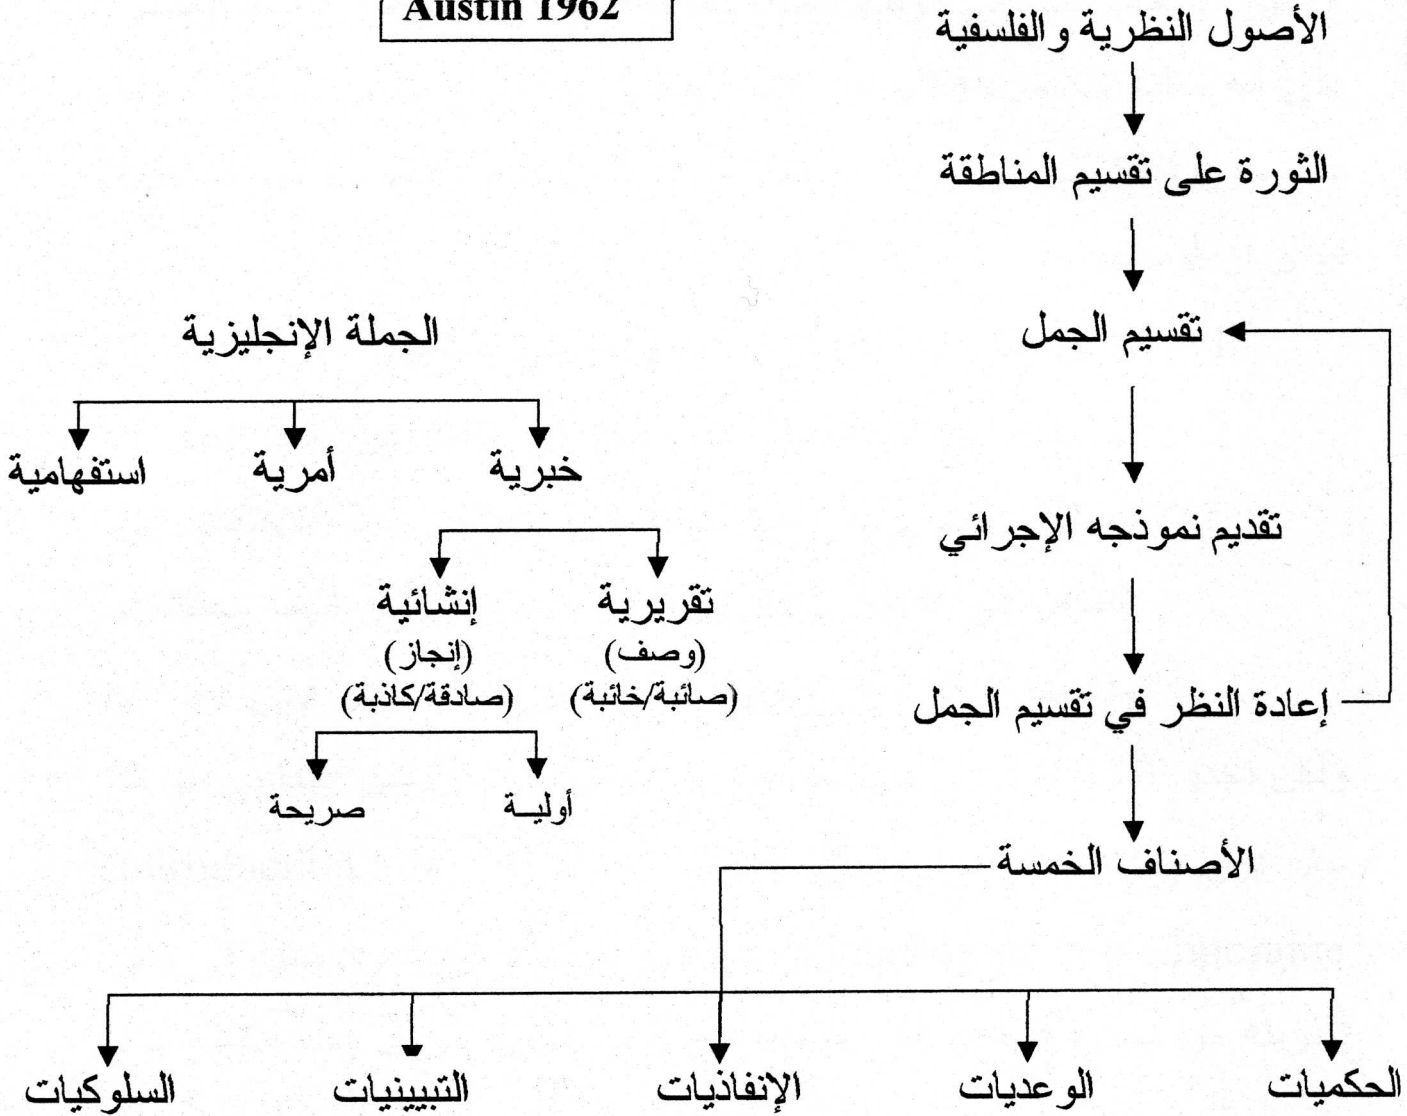 Austin 1962
الأصول النظرية والفلسفية
الثورة على تقسيم المناطقة
تقسيم الجمل
الجملة الإنجليزية
خبرية
أمرية
استفهامية
تقديم نموذجه الإجرائي
تقريرية
إنشائية
(وصف)
(إنجاز)
(صائبة/خائبة)
(صادقة/كاذبة)
إعادة النظر في تقسيم الجمل
أوليــة
صريحة
الأصناف الخمسة
الحكميات
الوعديات
الإنفاذيات
التبيينيات
السلوكيات